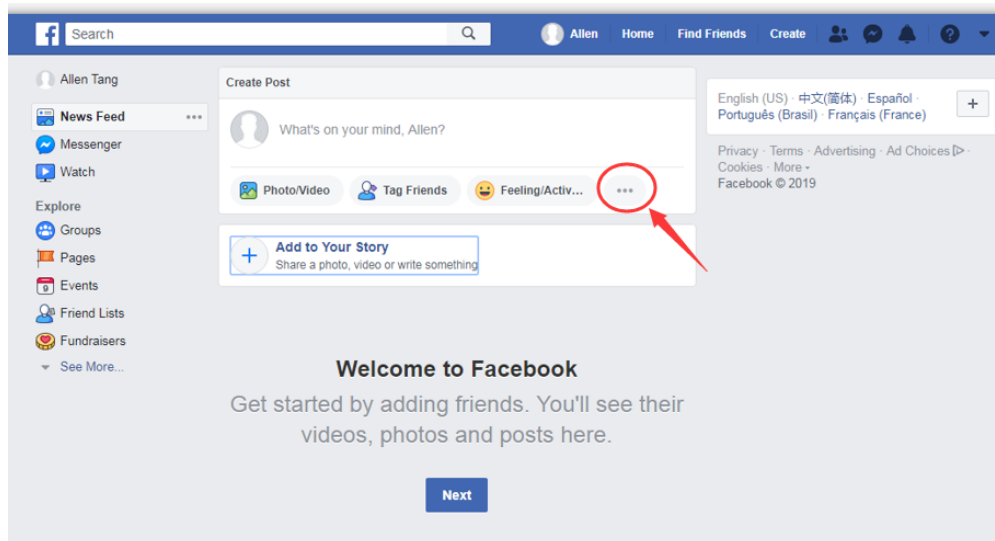 f
Search
Allen
Home
Find Friends
Create
Allen Tang
News Feed
Messenger
Watch
Explore
Groups
9
Pages
Events
Friend Lists
Fundraisers
See More...
Create Post
What's on your mind, Allen?
Photo/Video
Tag Friends
Feeling/Activ...
Add to Your Story
Share a photo, video or write something
Welcome to Facebook
Get started by adding friends. You'll see their
videos, photos and posts here.
Next
English (US) · 中文(简体) · Español ·
Português (Brasil) · Français (France)
Privacy · Terms · Advertising · Ad Choices ·
Cookies · More
Facebook © 2019